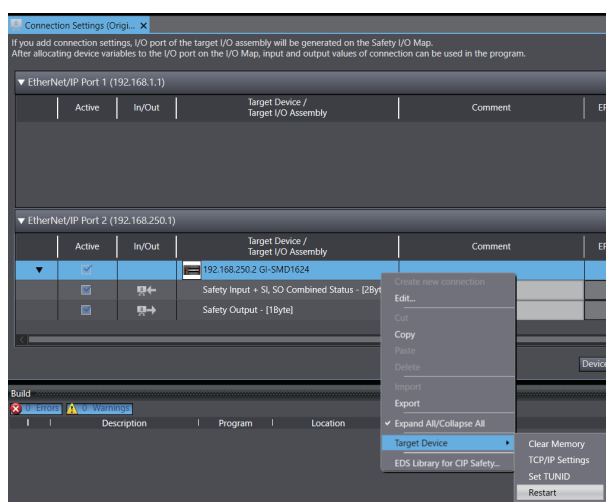 Connection Settings (Origi... X
If you add connection settings, I/O port of the target I/O assembly will be generated on the Safety I/O Map.
After allocating device variables to the I/O port on the I/O Map, input and output values of connection can be used in the program.
▼ EtherNet/IP Port 1 (192.168.1.1)
Active In/Out Target Device / Comment
Target I/O Assembly
▼ EtherNet/IP Port 2 (192.168.250.1)
Active In/Out Target Device / Comment
Target I/O Assembly
▼ 192.168.250.2 GI-SMD1624
Safety Input + SI, SO Combined Status - [2Byt
Safety Output - [1Byte]
Create new connection
Edit...
Cut
Copy
Paste
Delete
Import
Export
Expand All/Collapse All
Target Device
EDS Library for CIP Safety...
Clear Memory
TCP/IP Settings
Set TUNID
Restart
Device
Build
0 Errors 0 Warnings
Description Program Location